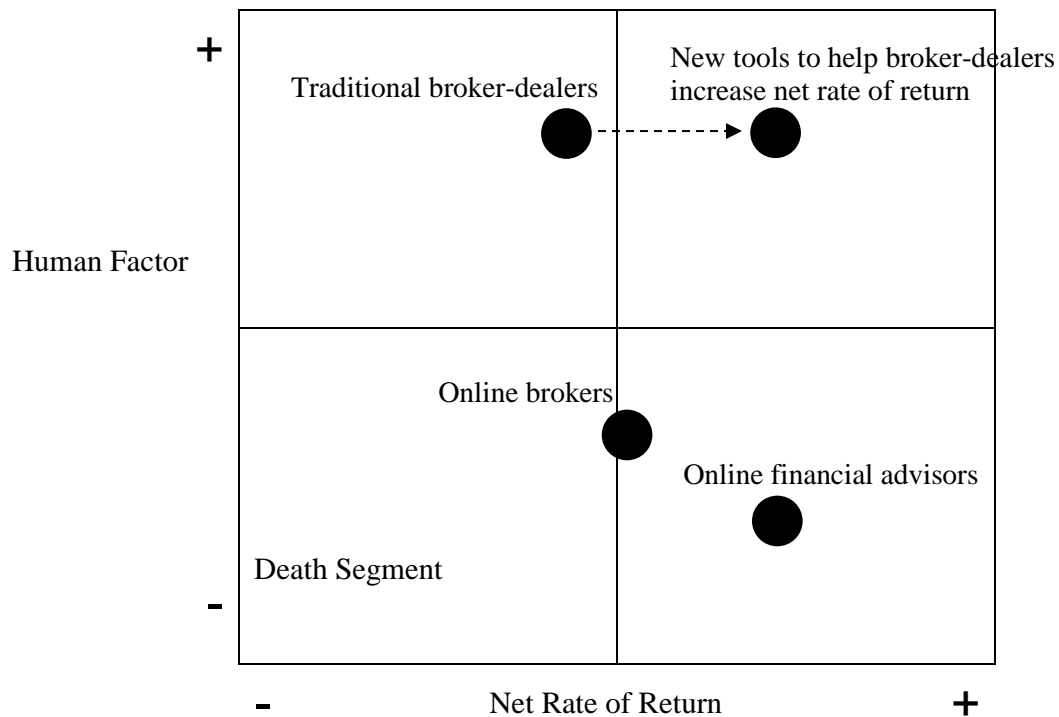 +
New tools to help broker-dealers
increase net rate of return
Traditional broker-dealers
Human Factor
Online brokers
Online financial advisors
Death Segment
-
- Net Rate of Return +